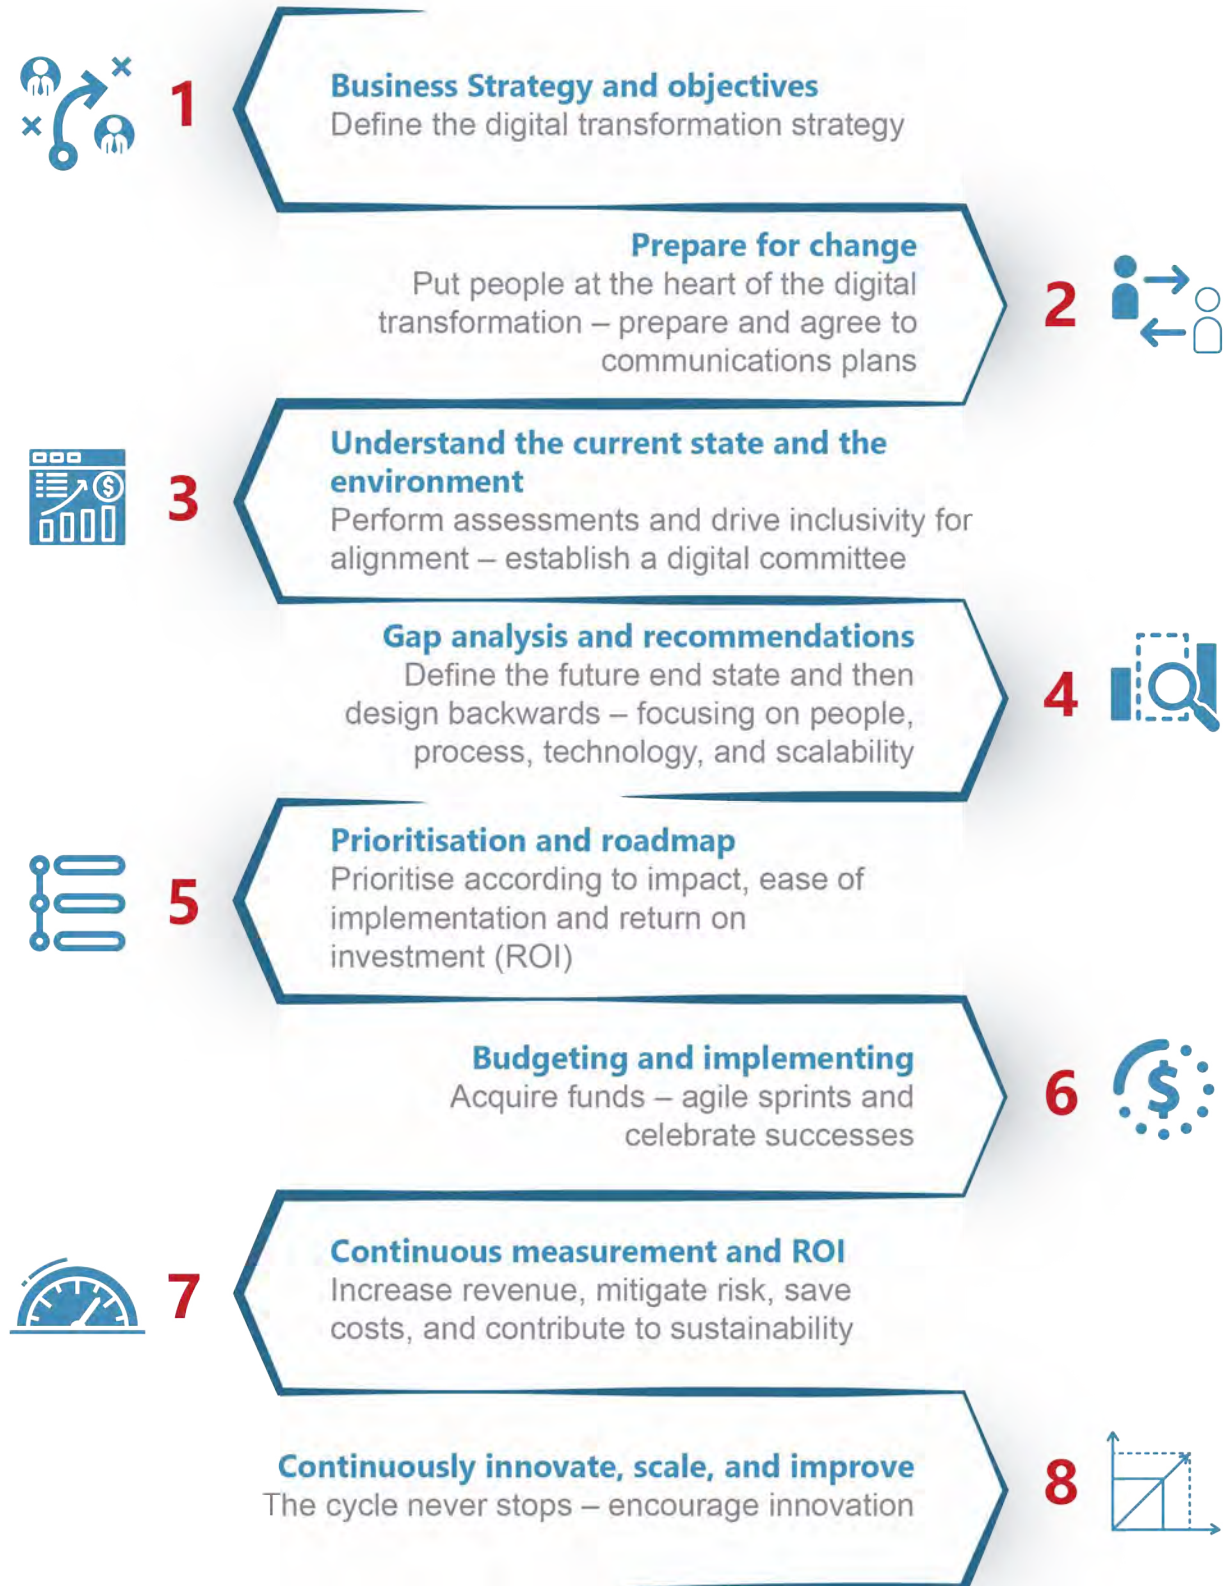 1
Business Strategy and objectives
Define the digital transformation strategy
Prepare for change
Put people at the heart of the digital
transformation – prepare and agree to
communications plans
2
3
Understand the current state and the
environment
Perform assessments and drive inclusivity for
alignment – establish a digital committee
Gap analysis and recommendations
Define the future end state and then
design backwards – focusing on people,
process, technology, and scalability
4
5
Prioritisation and roadmap
Prioritise according to impact, ease of
implementation and return on
investment (ROI)
Budgeting and implementing
Acquire funds – agile sprints and
celebrate successes
6
$
7
Continuous measurement and ROI
Increase revenue, mitigate risk, save
costs, and contribute to sustainability
Continuously innovate, scale, and improve
The cycle never stops – encourage innovation
8